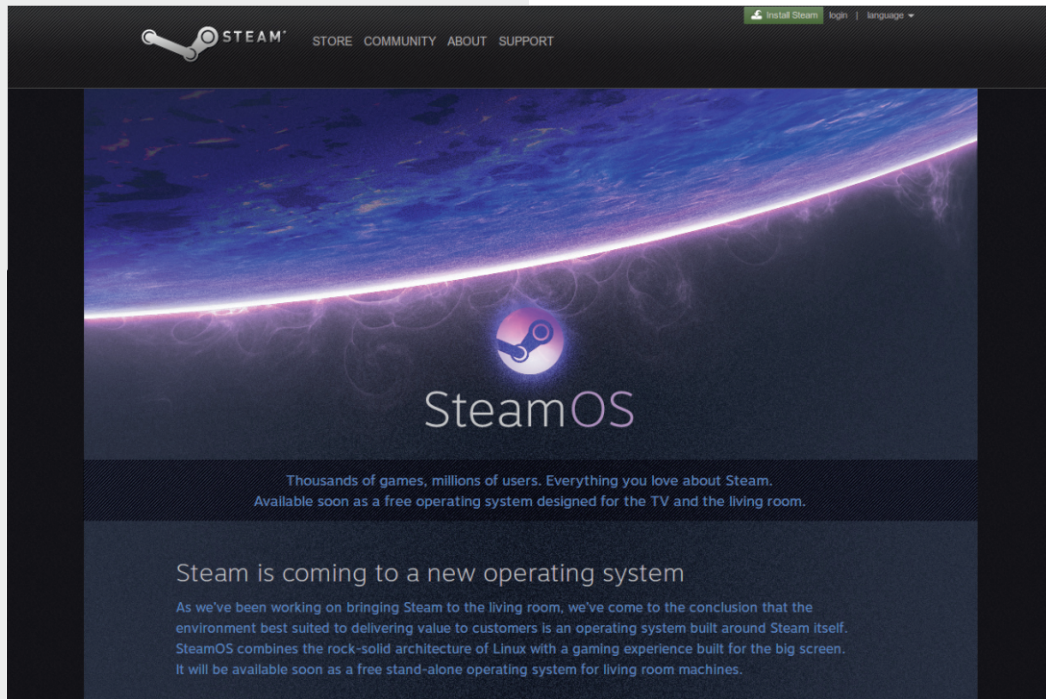 Install Steam login | language
STEAM STORE COMMUNITY ABOUT SUPPORT
SteamOS
Thousands of games, millions of users. Everything you love about Steam.
Available soon as a free operating system designed for the TV and the living room.
Steam is coming to a new operating system
As we've been working on bringing Steam to the living room, we've come to the conclusion that the
environment best suited to delivering value to customers is an operating system built around Steam itself.
SteamOS combines the rock-solid architecture of Linux with a gaming experience built for the big screen.
It will be available soon as a free stand-alone operating system for living room machines.